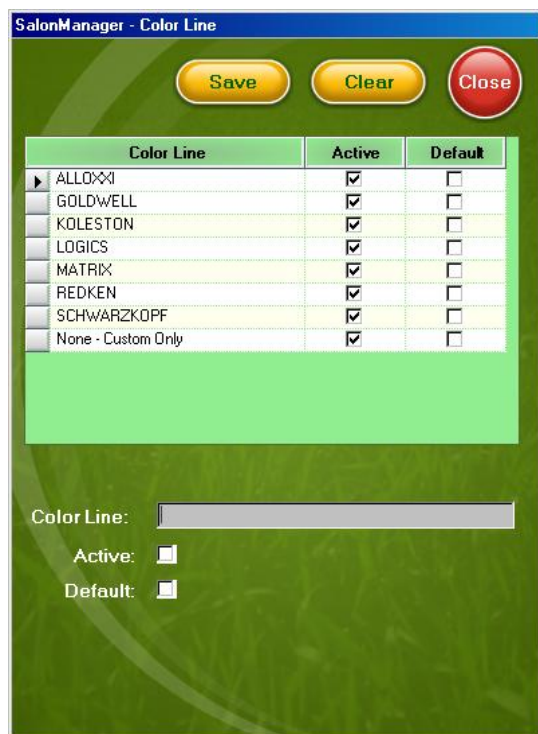 SalonManager - Color Line
Save Clear Close
Color Line Active Default
ALLOXXI
GOLDWELL
KOLESTON
LOGICS
MATRIX
REDKEN
SCHWARZKOPF
None - Custom Only
Color Line:
Active:
Default: